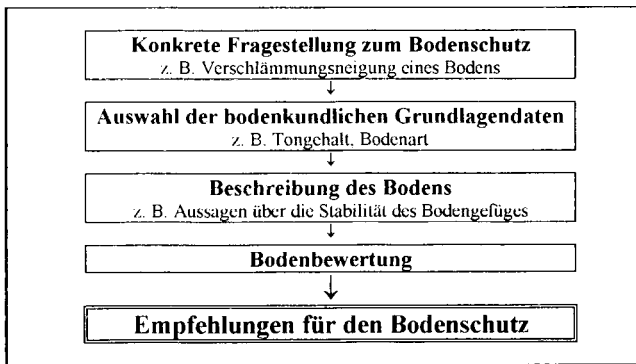 Konkrete Fragestellung zum Bodenschutz
z. B. Verschlämmungsneigung eines Bodens
↓
Auswahl der bodenkundlichen Grundlagendaten
z. B. Tongehalt, Bodenart
↓
Beschreibung des Bodens
z. B. Aussagen über die Stabilität des Bodengefüges
↓
Bodenbewertung
↓
Empfehlungen für den Bodenschutz